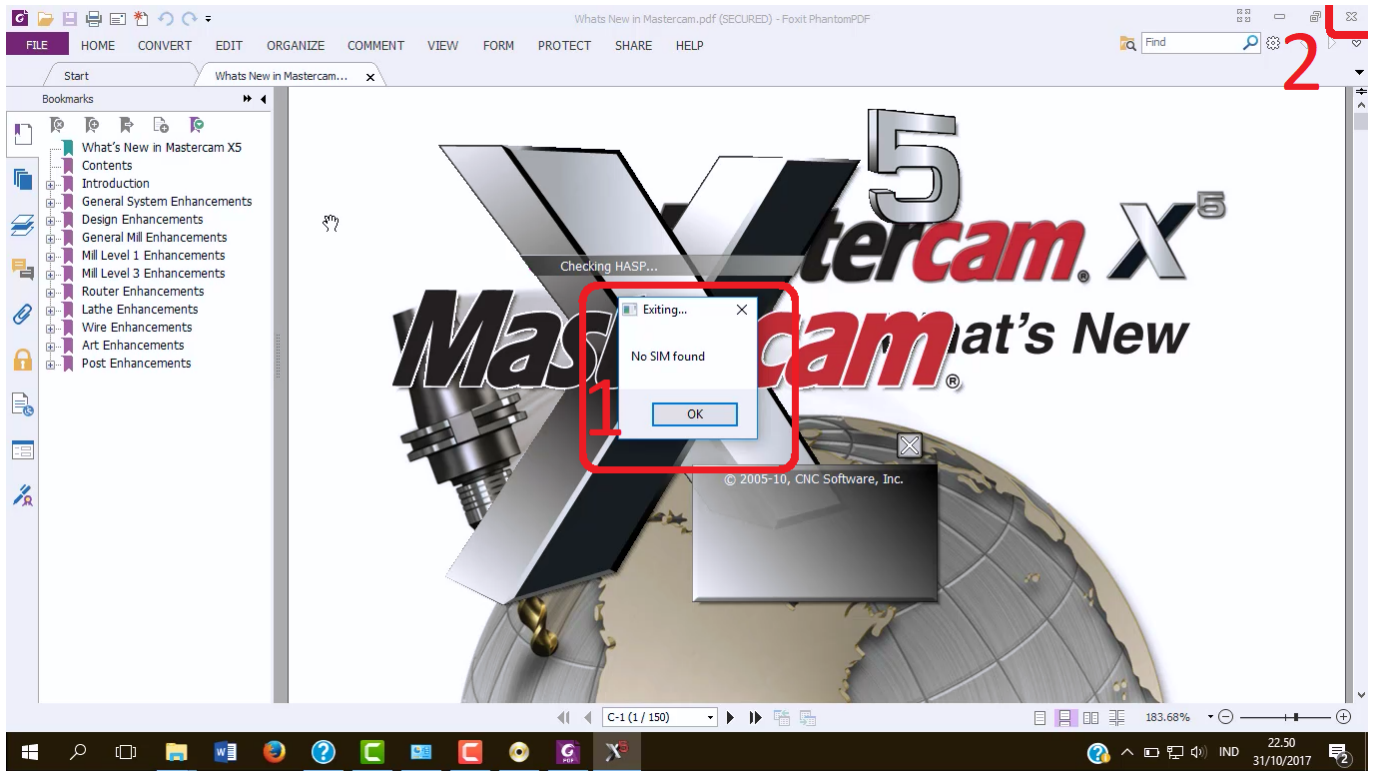 Whats New in Mastercam.pdf (SECURED) - Foxit PhantomPDF
FILE HOME CONVERT EDIT ORGANIZE COMMENT VIEW FORM PROTECT SHARE HELP
Find
2
Start
Whats New in Mastercam...
Bookmarks
What's New in Mastercam X5
Contents
Introduction
General System Enhancements
Design Enhancements
General Mill Enhancements
Mill Level 1 Enhancements
Mill Level 3 Enhancements
Router Enhancements
Lathe Enhancements
Wire Enhancements
Art Enhancements
Post Enhancements
X 5
tercam® X5
Checking HASP...
Mastercam®
at's New
Exiting...
No SIM found
OK
1
© 2005-10, CNC Software, Inc.
C-1 (1 / 150)
183.68%
IND
22.50
31/10/2017
2